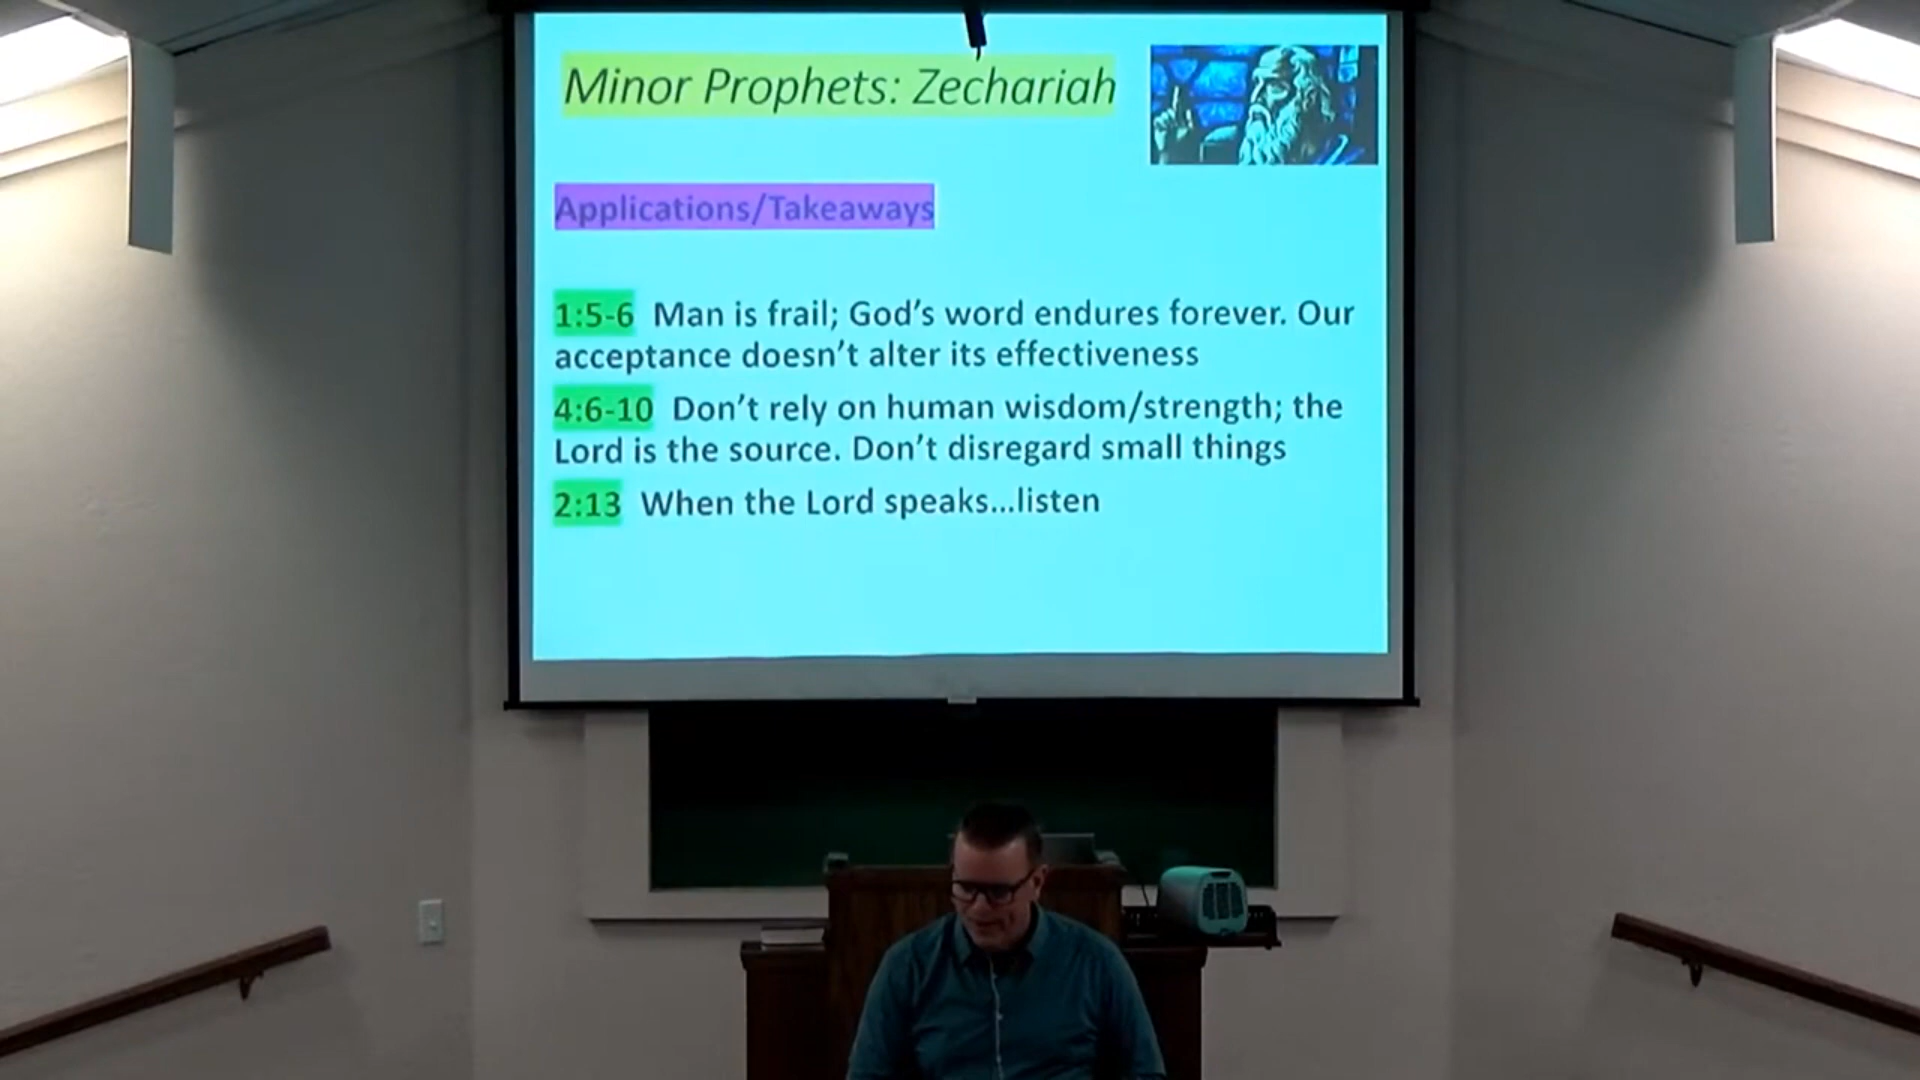 Minor Prophets: Zechariah
Applications/Takeaways
1:5-6 Man is frail; God’s word endures forever. Our
acceptance doesn’t alter its effectiveness
4:6-10 Don’t rely on human wisdom/strength; the
Lord is the source. Don’t disregard small things
2:13 When the Lord speaks...listen